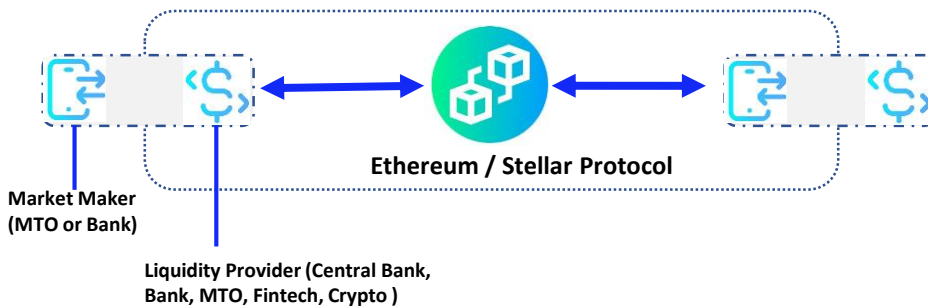 Ethereum / Stellar Protocol
Market Maker
(MTO or Bank)
Liquidity Provider (Central Bank,
Bank, MTO, Fintech, Crypto )